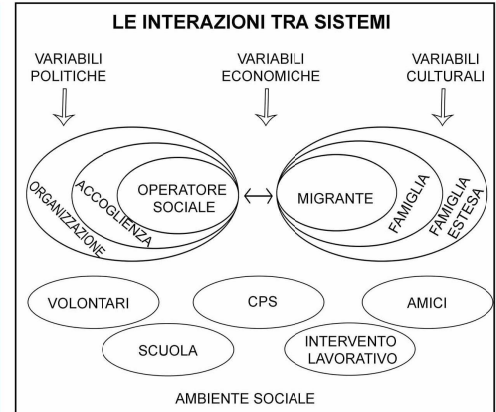 LE INTERAZIONI TRA SISTEMI
VARIABILI
POLITICHE
VARIABILI
ECONOMICHE
VARIABILI
CULTURALI
ORGANIZZAZIONE
ACCOGLIENZA
OPERATORE
SOCIALE
MIGRANTE
FAMIGLIA
FAMIGLIA
ESTESA
VOLONTARI
CPS
AMICI
SCUOLA
INTERVENTO
LAVORATIVO
AMBIENTE SOCIALE